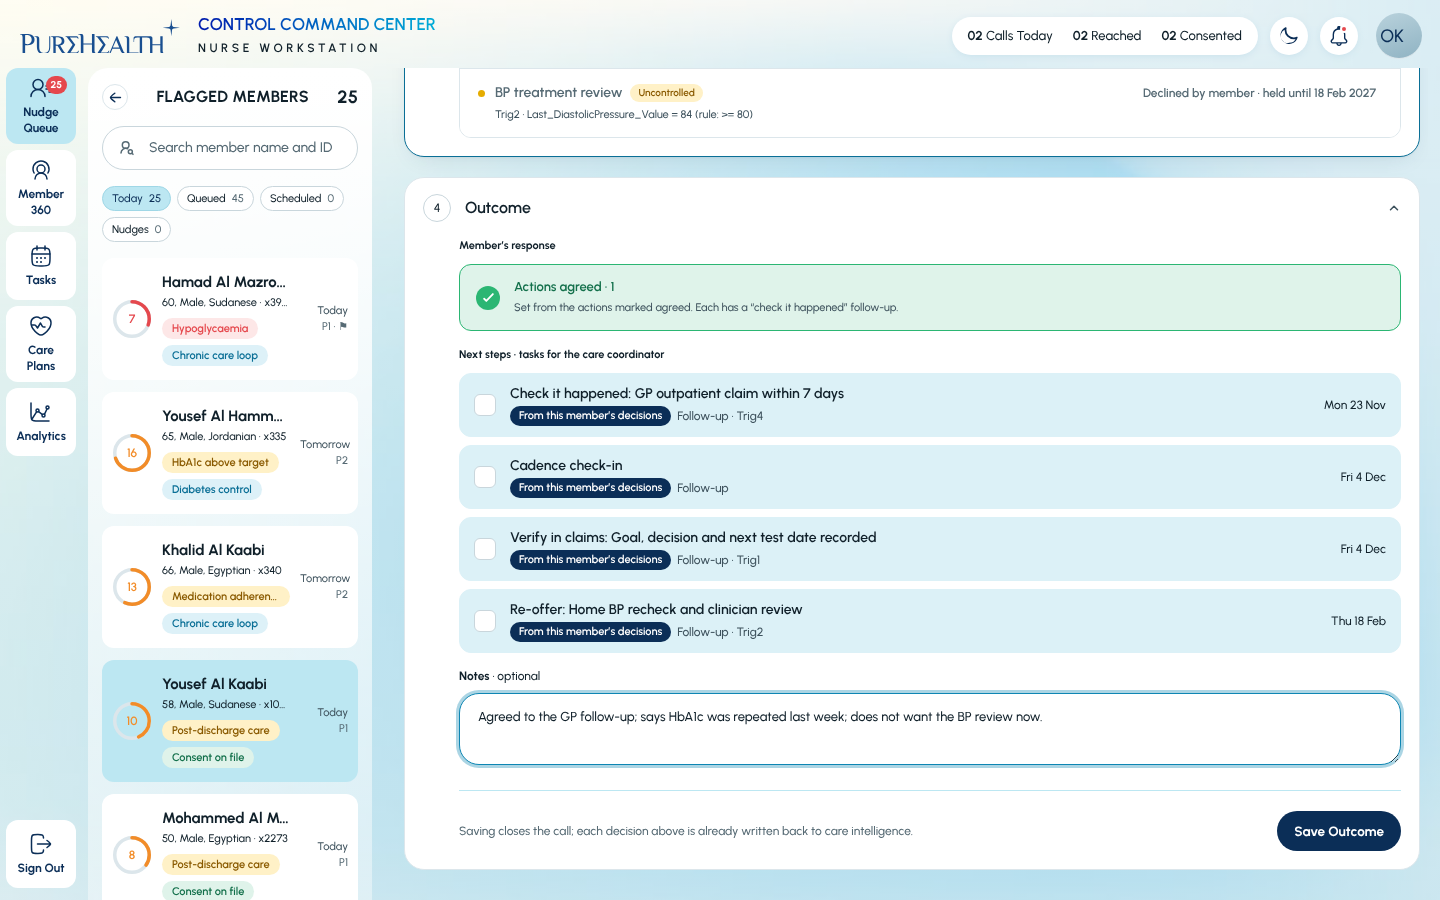 PUREHEALTH
CONTROL COMMAND CENTER
NURSE WORKSTATION
02 Calls Today 02 Reached 02 Consented
OK
25
Nudge
Queue
Member
360
Tasks
Care
Plans
Analytics
Sign Out
FLAGGED MEMBERS 25
Search member name and ID
Today 25 Queued 45 Scheduled 0
Nudges 0
Hamad Al Mazro...
60, Male, Sudanese · x39...
7
Hypoglycaemia
Chronic care loop
Today
P1 · ⚑
Yousef Al Hamm...
65, Male, Jordanian · x335
16
HbA1c above target
Diabetes control
Tomorrow
P2
Khalid Al Kaabi
66, Male, Egyptian · x340
13
Medication adheren...
Chronic care loop
Tomorrow
P2
Yousef Al Kaabi
58, Male, Sudanese · x10...
10
Post-discharge care
Consent on file
Today
P1
Mohammed Al M...
50, Male, Egyptian · x2273
8
Post-discharge care
Consent on file
Today
P1
BP treatment review Uncontrolled
Declined by member · held until 18 Feb 2027
Trig2 · Last_DiastolicPressure_Value = 84 (rule: >= 80)
4 Outcome
Member's response
Actions agreed · 1
Set from the actions marked agreed. Each has a "check it happened" follow-up.
Next steps · tasks for the care coordinator
Check it happened: GP outpatient claim within 7 days
From this member's decisions Follow-up · Trig4
Mon 23 Nov
Cadence check-in
From this member's decisions Follow-up
Fri 4 Dec
Verify in claims: Goal, decision and next test date recorded
From this member's decisions Follow-up · Trig1
Fri 4 Dec
Re-offer: Home BP recheck and clinician review
From this member's decisions Follow-up · Trig2
Thu 18 Feb
Notes · optional
Agreed to the GP follow-up; says HbA1c was repeated last week; does not want the BP review now.
Saving closes the call; each decision above is already written back to care intelligence.
Save Outcome